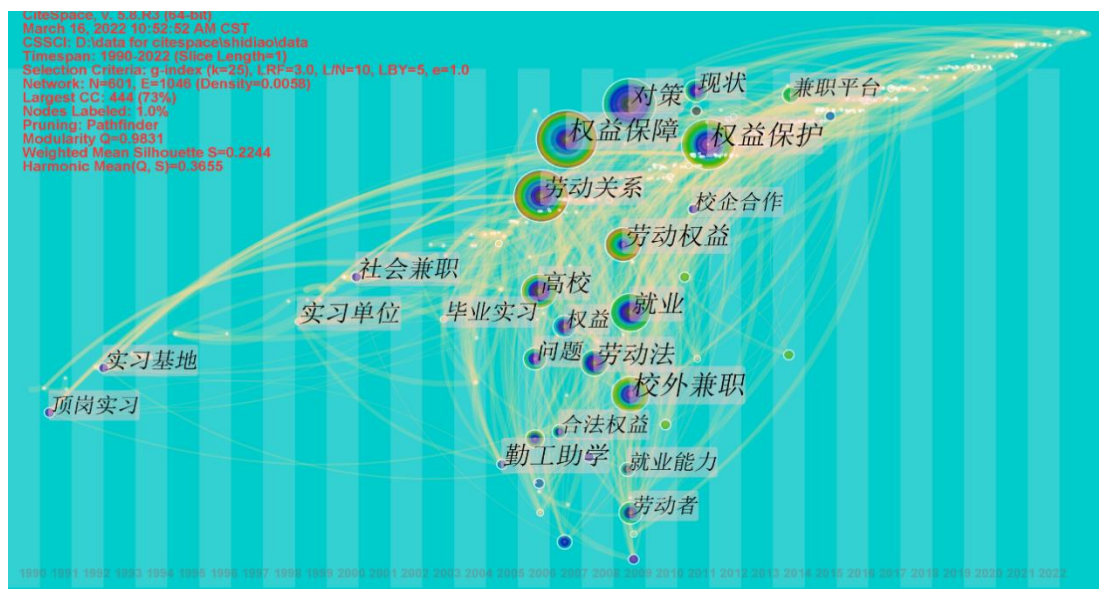 CiteSpace, v. 5.8.R3 (64-bit)
March 16, 2022 10:52:52 AM CST
CSSCI: D:\data for citespace\shidiao\data
Timespan: 1990-2022 (Slice Length=1)
Selection Criteria: g-index (k=25), LRF=3.0, L/N=10, LBY=5, e=1.0
Network: N=601, E=1046 (Density=0.0058)
Largest CC: 444 (73%)
Nodes Labeled: 1.0%
Pruning: Pathfinder
Modularity Q=0.9831
Weighted Mean Silhouette S=0.2244
Harmonic Mean(Q, S)=0.3655
对策
现状
兼职平台
权益保障
权益保护
劳动关系
校企合作
劳动权益
社会兼职
高校
实习单位
毕业实习
权益
就业
问题
劳动法
实习基地
校外兼职
顶岗实习
合法权益
勤工助学
就业能力
劳动者
1990 1991 1992 1993 1994 1995 1996 1997 1998 1999 2000 2001 2002 2003 2004 2005 2006 2007 2008 2009 2010 2011 2012 2013 2014 2015 2016 2017 2018 2019 2020 2021 2022